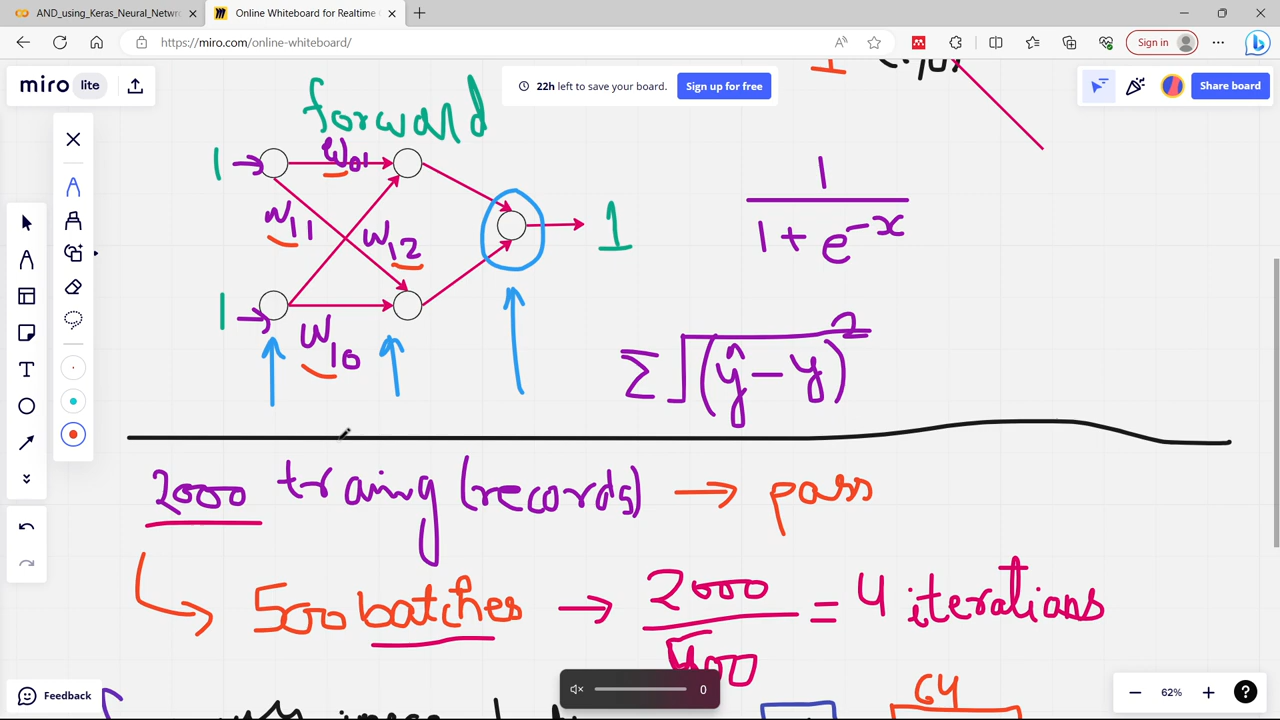 AND_using_Keras_Neural_Netwr
Online Whiteboard for Realtime C
https://miro.com/online-whiteboard/
Sign in
miro lite
22h left to save your board.
Sign up for free
Share board
forward
1
w01
w11
w12
1
w10
1
1
1 + e^-x
Σ√(ŷ - y)²
2000 traing (records) → pass
500 batches → 2000 = 4 iterations
64
Feedback
0
62%